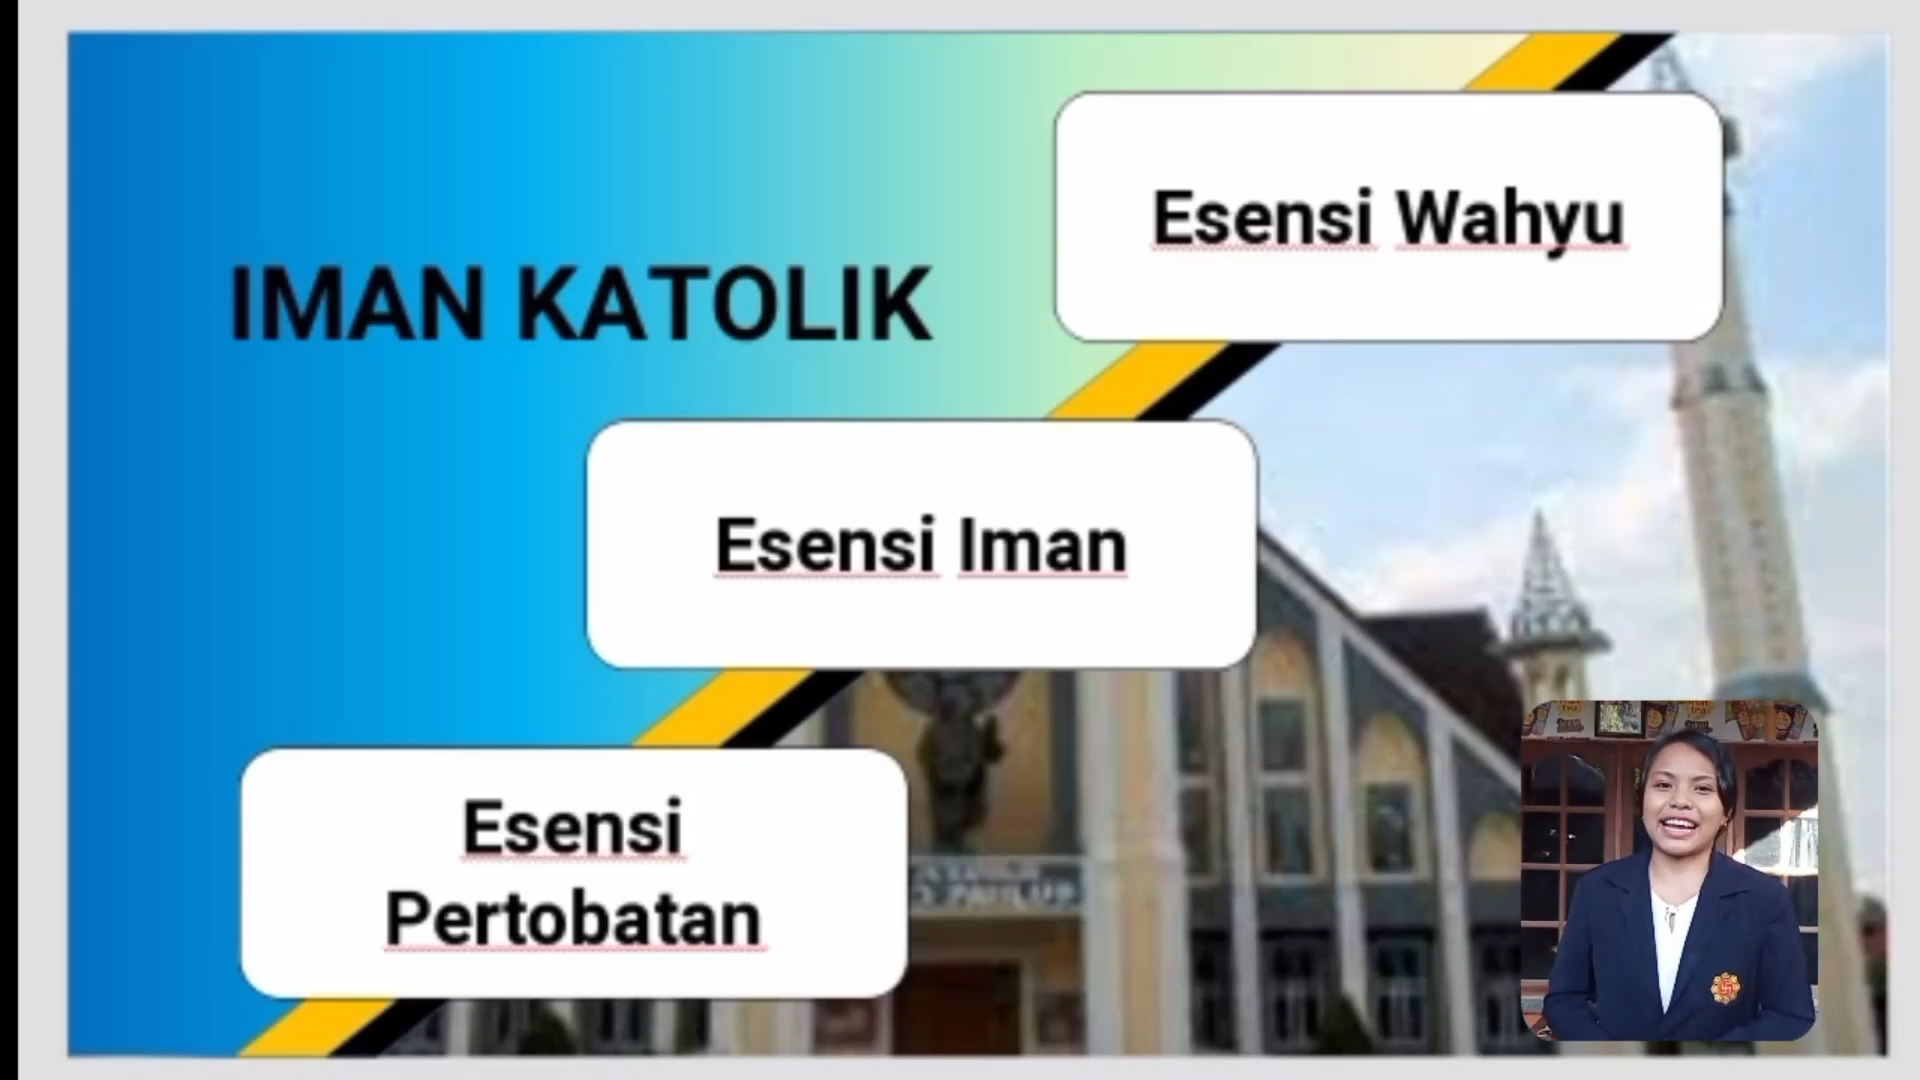 IMAN KATOLIK
Esensi Wahyu
Esensi Iman
Esensi
Pertobatan